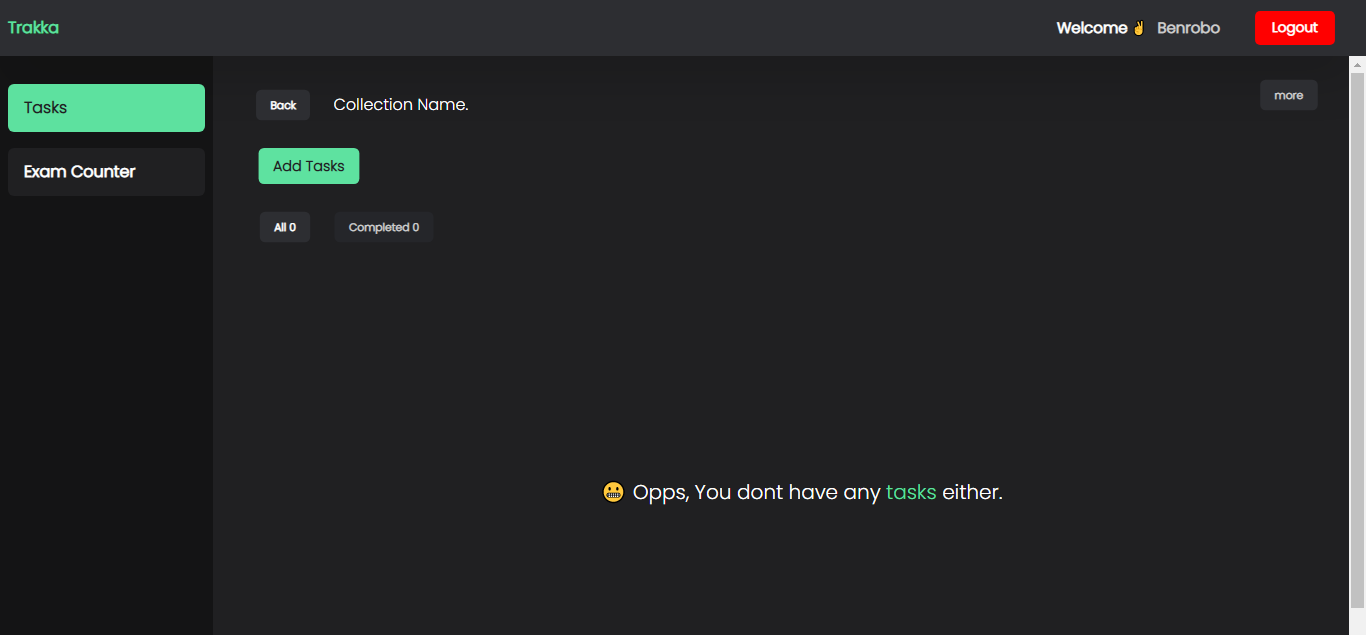 Trakka
Welcome ✌ Benrobo
Logout
Tasks
Exam Counter
Back
Collection Name.
more
Add Tasks
All 0
Completed 0
😬 Opps, You dont have any tasks either.